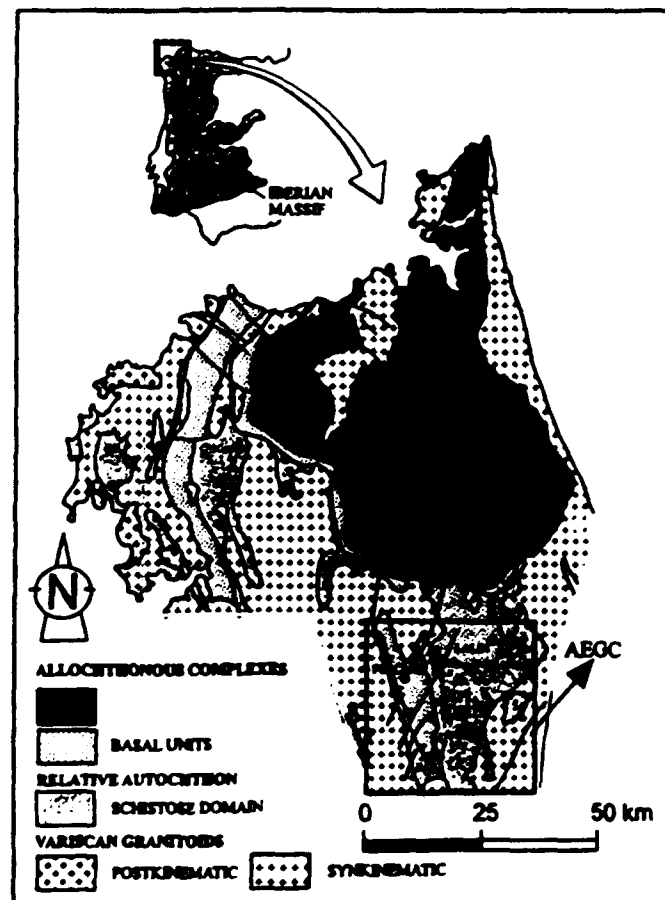 IBERIAN
MASSIF
N
AEGC
ALLOCHTHONOUS COMPLEXES
BASAL UNITS
RELATIVE AUTOCHTHON
SCHISTOSE DOMAIN
VARISCAN GRANITOIDS
POSTKINEMATIC SYNKINEMATIC
0 25 50 km